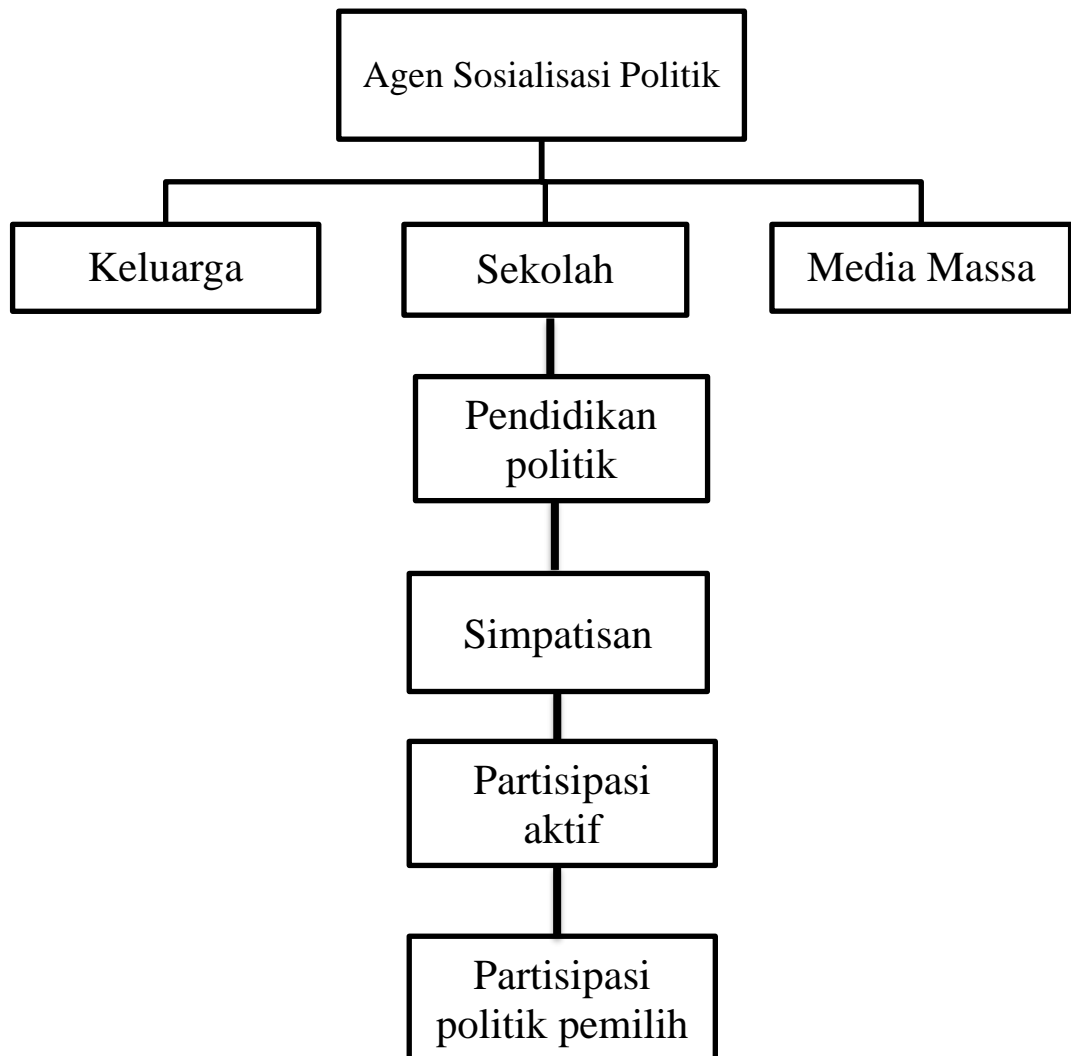 Agen Sosialisasi Politik
Keluarga
Sekolah
Media Massa
Pendidikan
politik
Simpatisan
Partisipasi
aktif
Partisipasi
politik pemilih